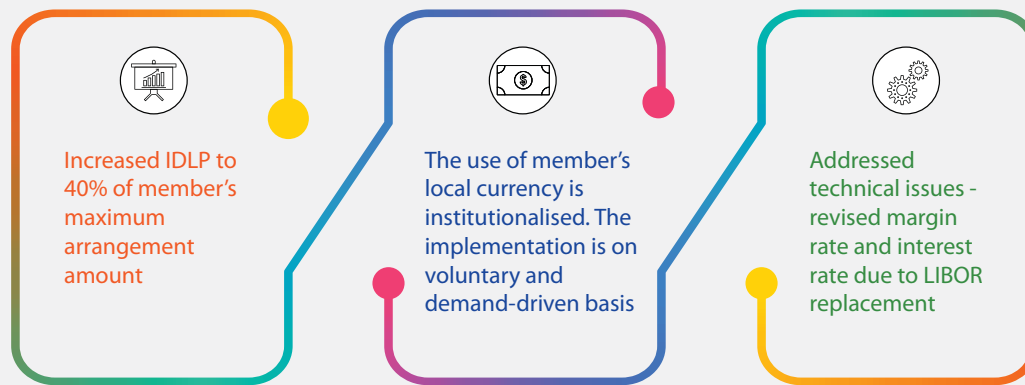 Increased IDLP to
40% of member’s
maximum
arrangement
amount
The use of member’s
local currency is
institutionalised. The
implementation is on
voluntary and
demand-driven basis
Addressed
technical issues -
revised margin
rate and interest
rate due to LIBOR
replacement